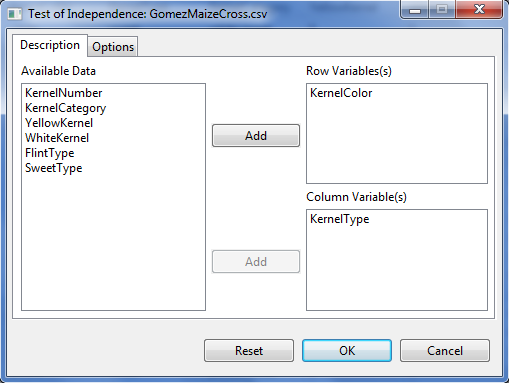 Test of Independence: GomezMaizeCross.csv
Description
Options
Available Data
KernelNumber
KernelCategory
YellowKernel
WhiteKernel
FlintType
SweetType
Add
Add
Row Variables(s)
KernelColor
Column Variable(s)
KernelType
Reset
OK
Cancel